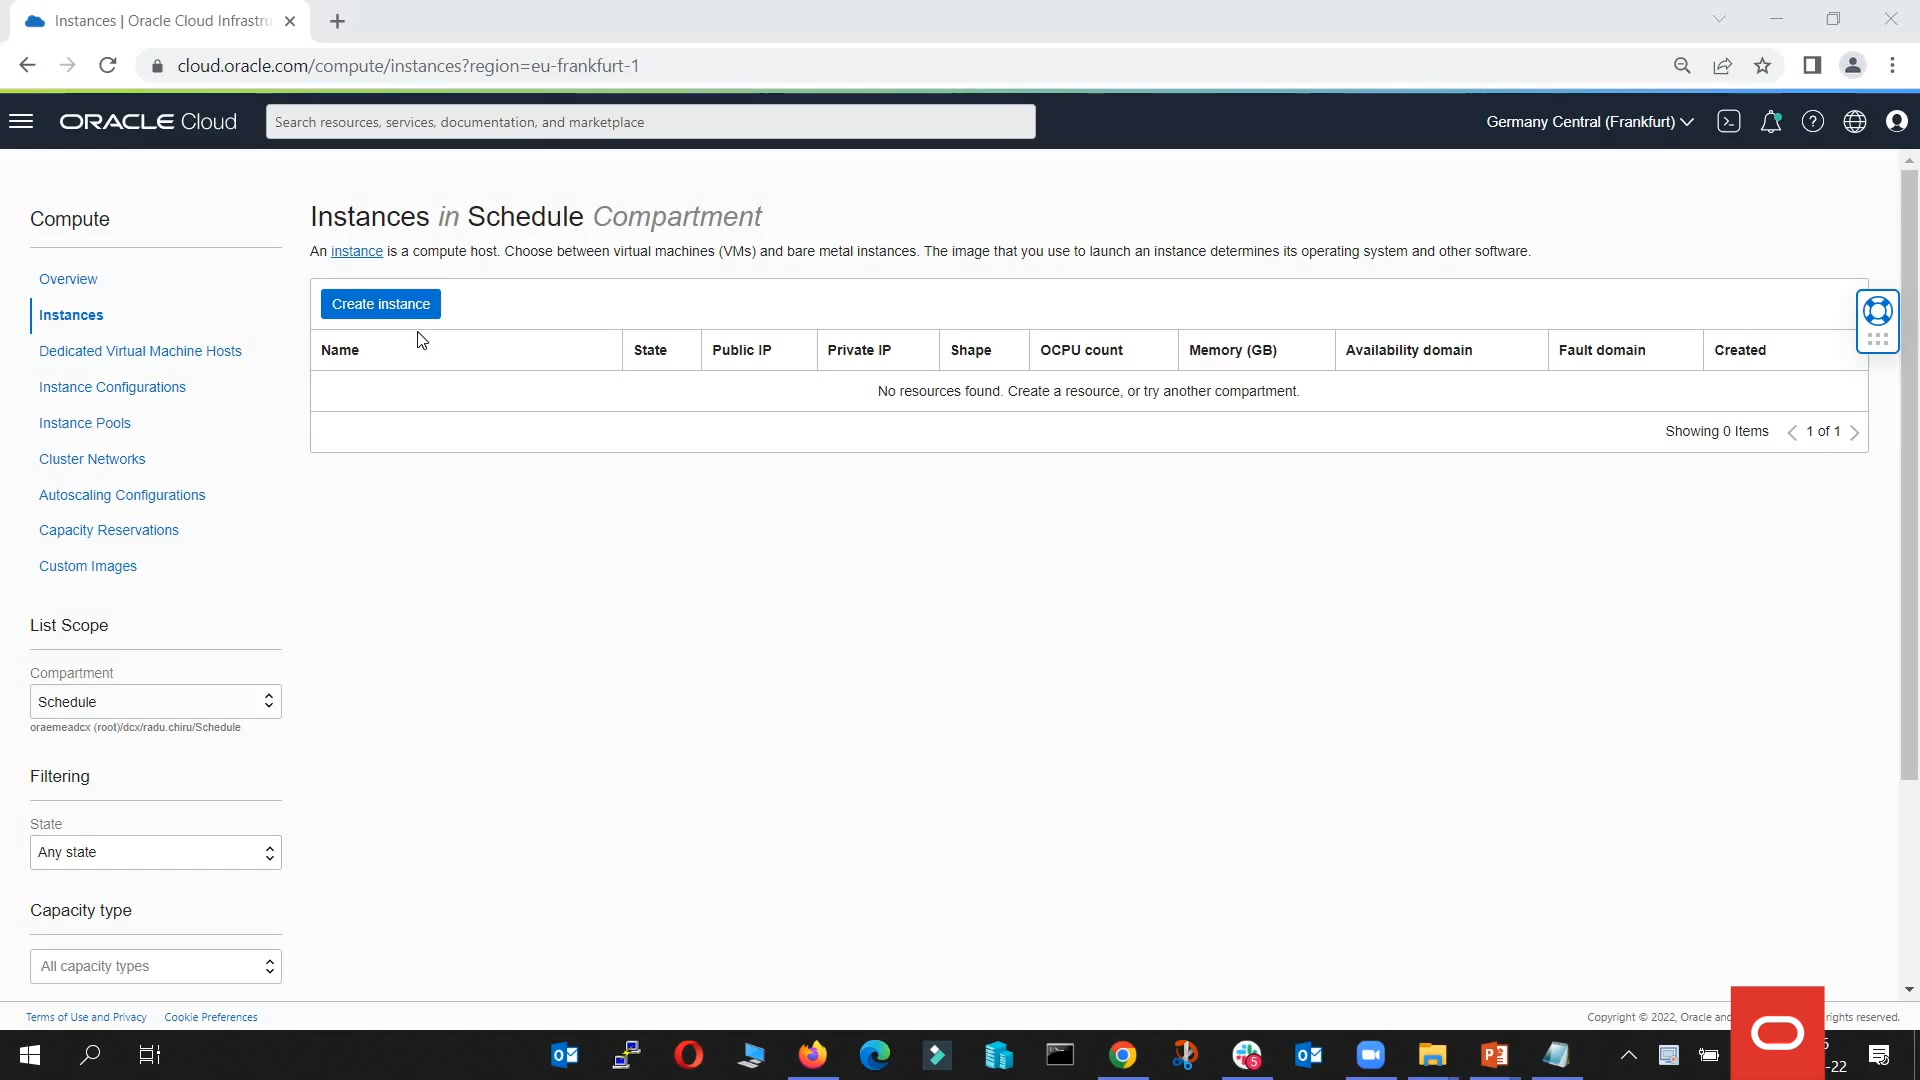 Instances | Oracle Cloud Infrastru
cloud.oracle.com/compute/instances?region=eu-frankfurt-1
ORACLE Cloud
Search resources, services, documentation, and marketplace
Germany Central (Frankfurt)
Compute
Overview
Instances
Dedicated Virtual Machine Hosts
Instance Configurations
Instance Pools
Cluster Networks
Autoscaling Configurations
Capacity Reservations
Custom Images
List Scope
Compartment
Schedule
oraemeadcx (root)/dcx/radu.chiru/Schedule
Filtering
State
Any state
Capacity type
All capacity types
Instances in Schedule Compartment
An instance is a compute host. Choose between virtual machines (VMs) and bare metal instances. The image that you use to launch an instance determines its operating system and other software.
Create instance
Name State Public IP Private IP Shape OCPU count Memory (GB) Availability domain Fault domain Created
No resources found. Create a resource, or try another compartment.
Showing 0 Items 1 of 1
Terms of Use and Privacy Cookie Preferences
Copyright © 2022, Oracle and rights reserved.
5
-22